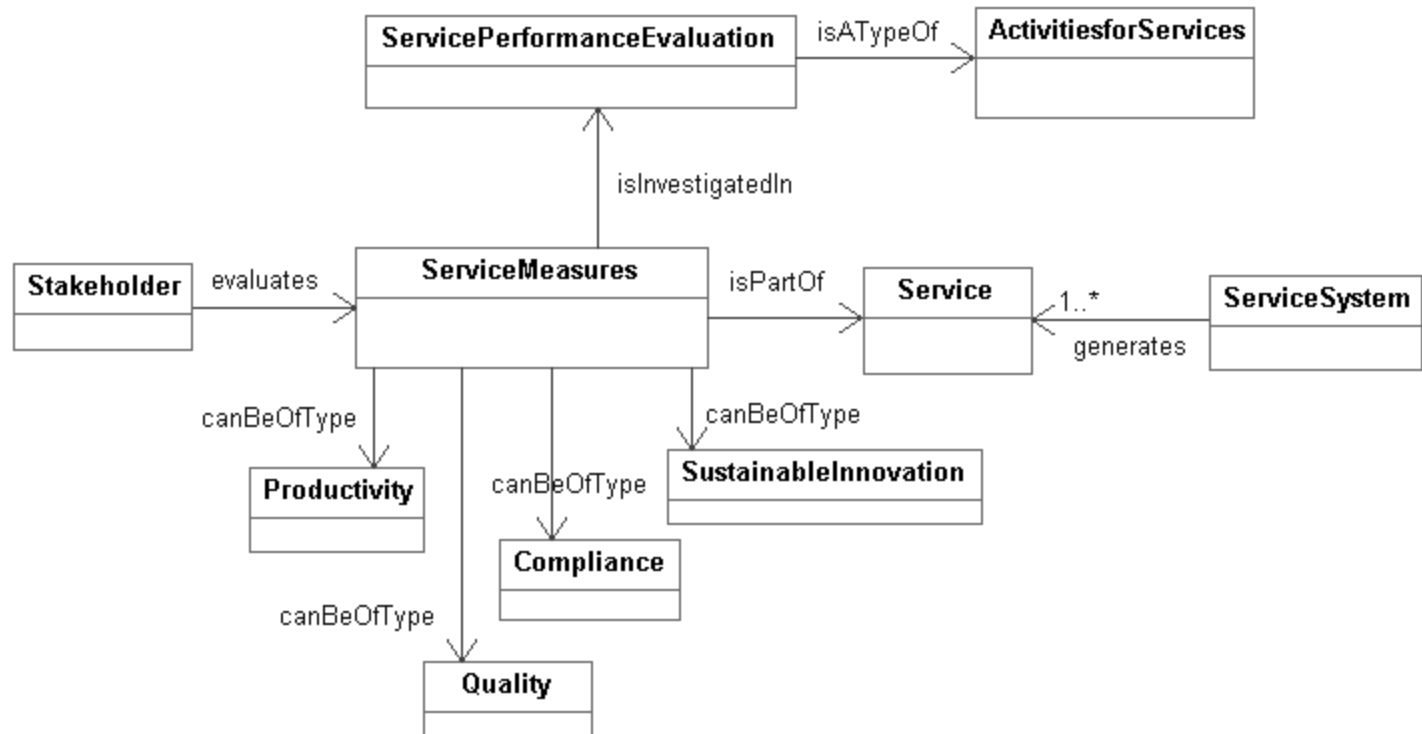 ServicePerformanceEvaluation
isATypeOf
ActivitiesforServices
isInvestigatedIn
Stakeholder
evaluates
ServiceMeasures
isPartOf
Service
1..*
generates
ServiceSystem
canBeOfType
canBeOfType
Productivity
canBeOfType
SustainableInnovation
Compliance
canBeOfType
Quality